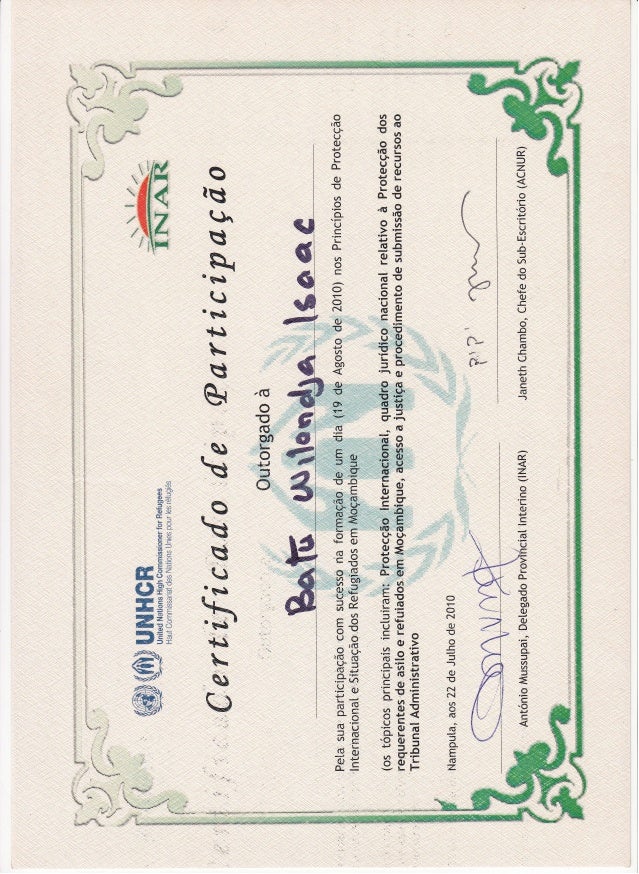 UNHCR
United Nations High Commissioner for Refugees
Haut Commissariat des Nations Unies pour les réfugiés
INAR
Certificado de Participação
Outorgado à
Batu Wilondja Isaac
Pela sua participação com sucesso na formação de um dia (19 de Agosto de 2010) nos Princípios de Protecção
Internacional e Situação dos Refugiados em Moçambique
(os tópicos principais incluiram: Protecção Internacional, quadro jurídico nacional relativo à Protecção dos
requerentes de asilo e refuiados em Moçambique, acesso a justiça e procedimento de submissão de recursos ao
Tribunal Administrativo
Nampula, aos 22 de Julho de 2010
P/P'
António Mussupai, Delegado Provincial Interino (INAR)
Janeth Chambo, Chefe do Sub-Escritório (ACNUR)